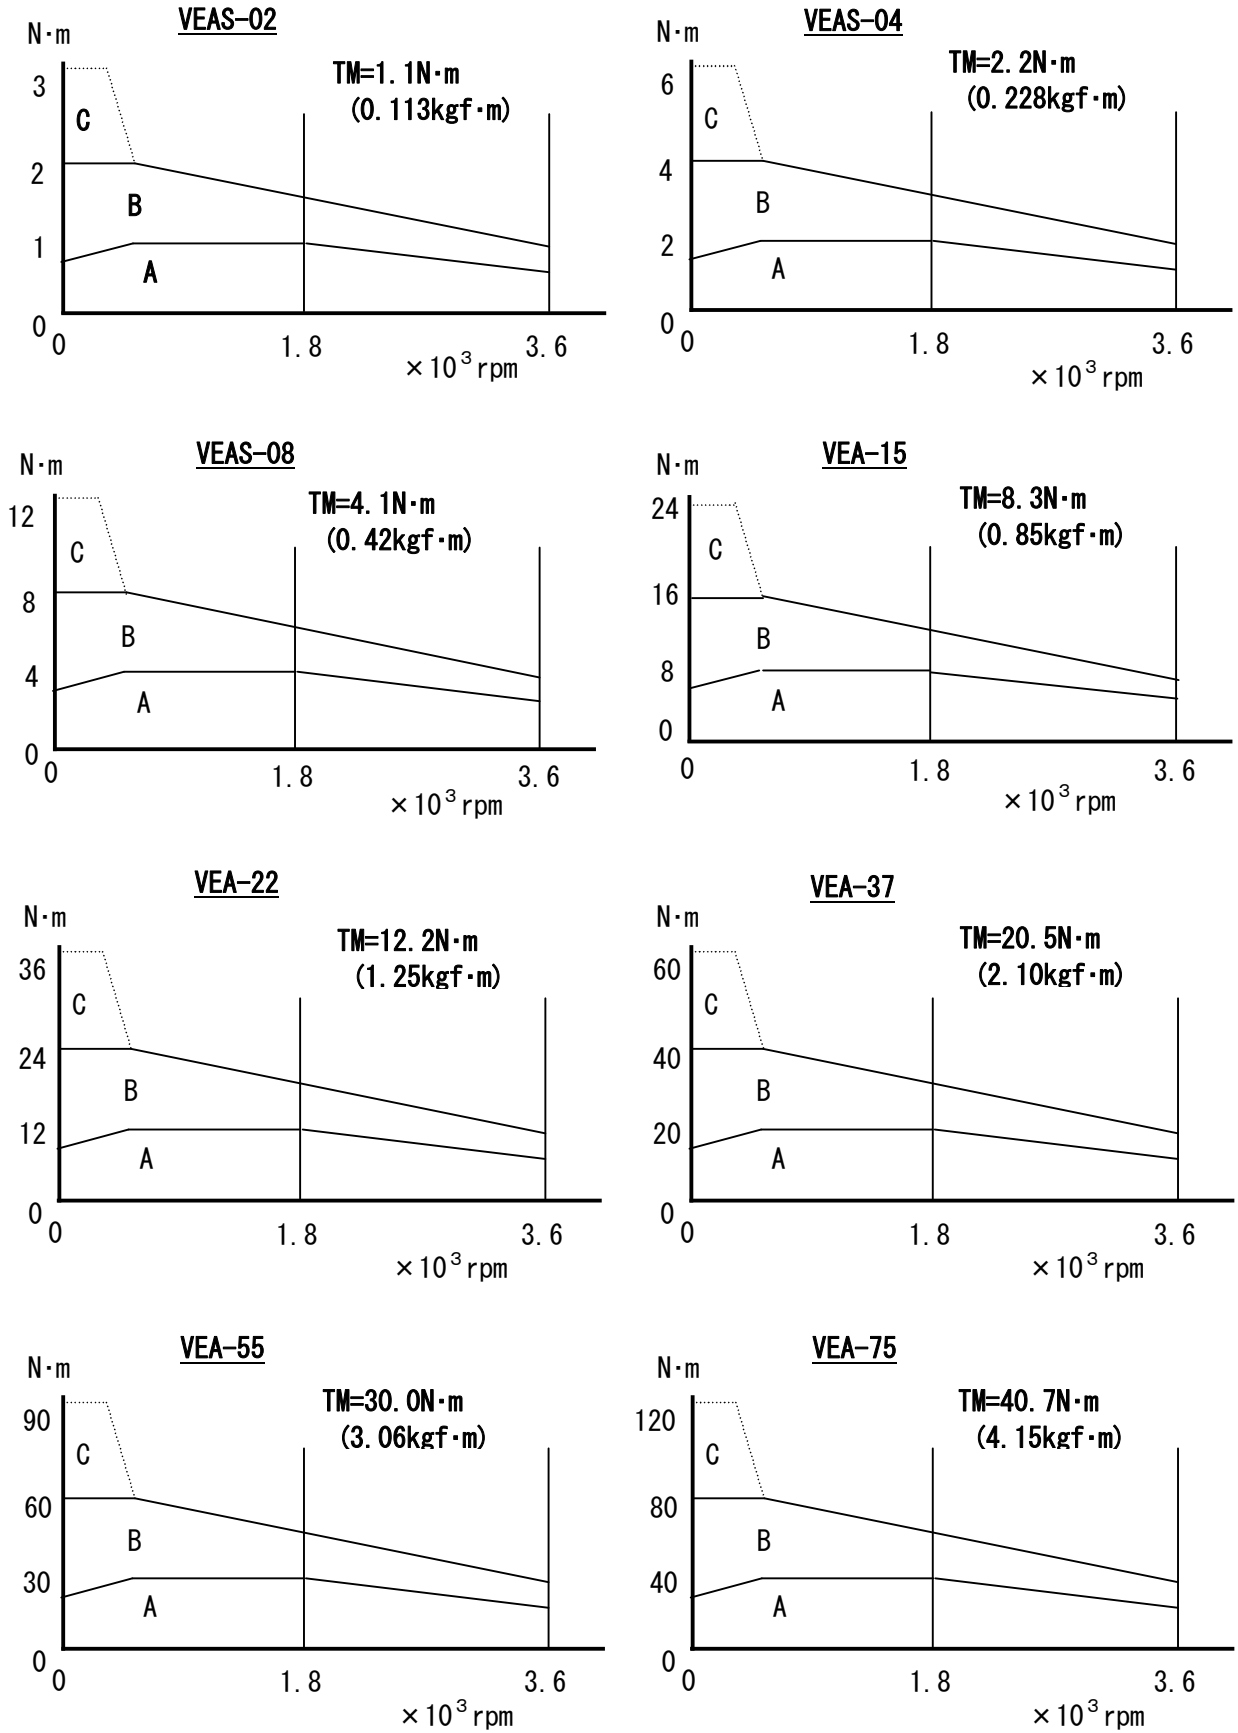 VEAS-02
N·m
TM=1.1N·m
(0.113kgf·m)
3
C
2
B
1
A
0
0 1.8 3.6
×10³rpm
VEAS-04
N·m
TM=2.2N·m
(0.228kgf·m)
6
C
4
B
2
A
0
0 1.8 3.6
×10³rpm
VEAS-08
N·m
TM=4.1N·m
(0.42kgf·m)
12
C
8
B
4
A
0
0 1.8 3.6
×10³rpm
VEA-15
N·m
TM=8.3N·m
(0.85kgf·m)
24
C
16
B
8
A
0
0 1.8 3.6
×10³rpm
VEA-22
N·m
TM=12.2N·m
(1.25kgf·m)
36
C
24
B
12
A
0
0 1.8 3.6
×10³rpm
VEA-37
N·m
TM=20.5N·m
(2.10kgf·m)
60
C
40
B
20
A
0
0 1.8 3.6
×10³rpm
VEA-55
N·m
TM=30.0N·m
(3.06kgf·m)
90
C
60
B
30
A
0
0 1.8 3.6
×10³rpm
VEA-75
N·m
TM=40.7N·m
(4.15kgf·m)
120
C
80
B
40
A
0
0 1.8 3.6
×10³rpm